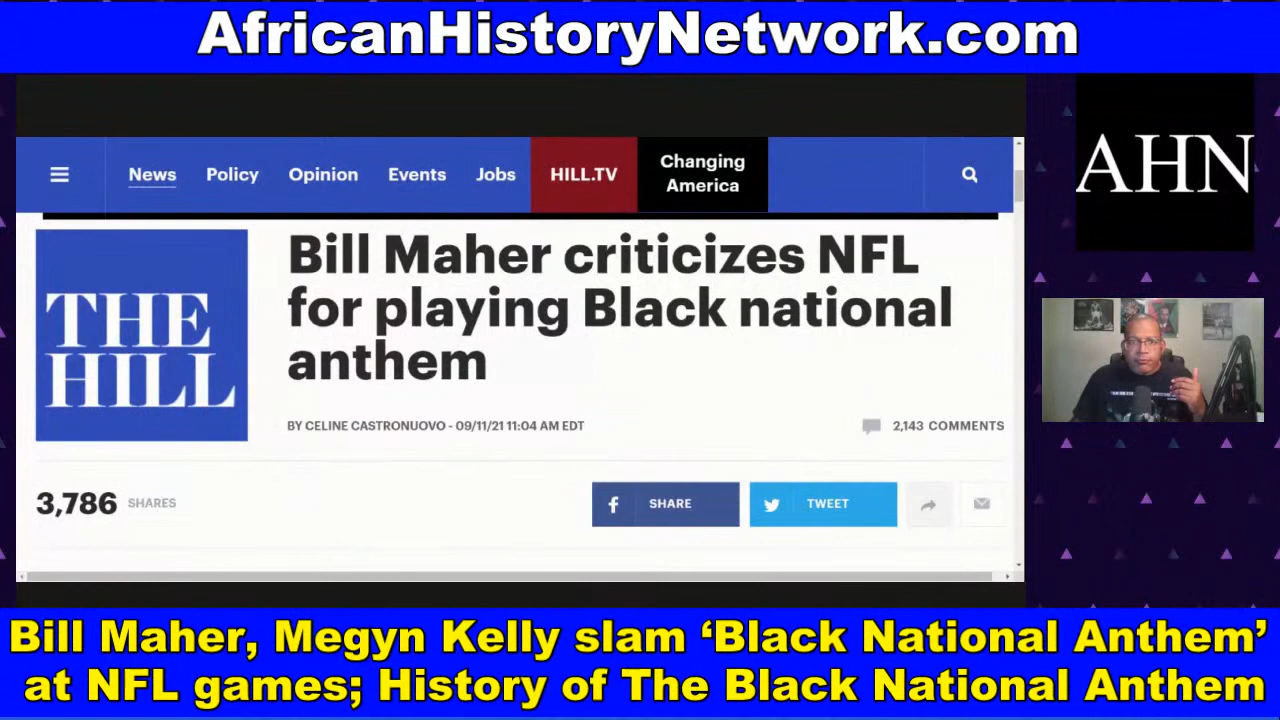 AfricanHistoryNetwork.com
News
Policy
Opinion
Events
Jobs
HILL.TV
Changing
America
AHN
THE
HILL
Bill Maher criticizes NFL
for playing Black national
anthem
BY CELINE CASTRONUOVO - 09/11/21 11:04 AM EDT
2,143 COMMENTS
3,786 SHARES
SHARE
TWEET
Bill Maher, Megyn Kelly slam ‘Black National Anthem’
at NFL games; History of The Black National Anthem